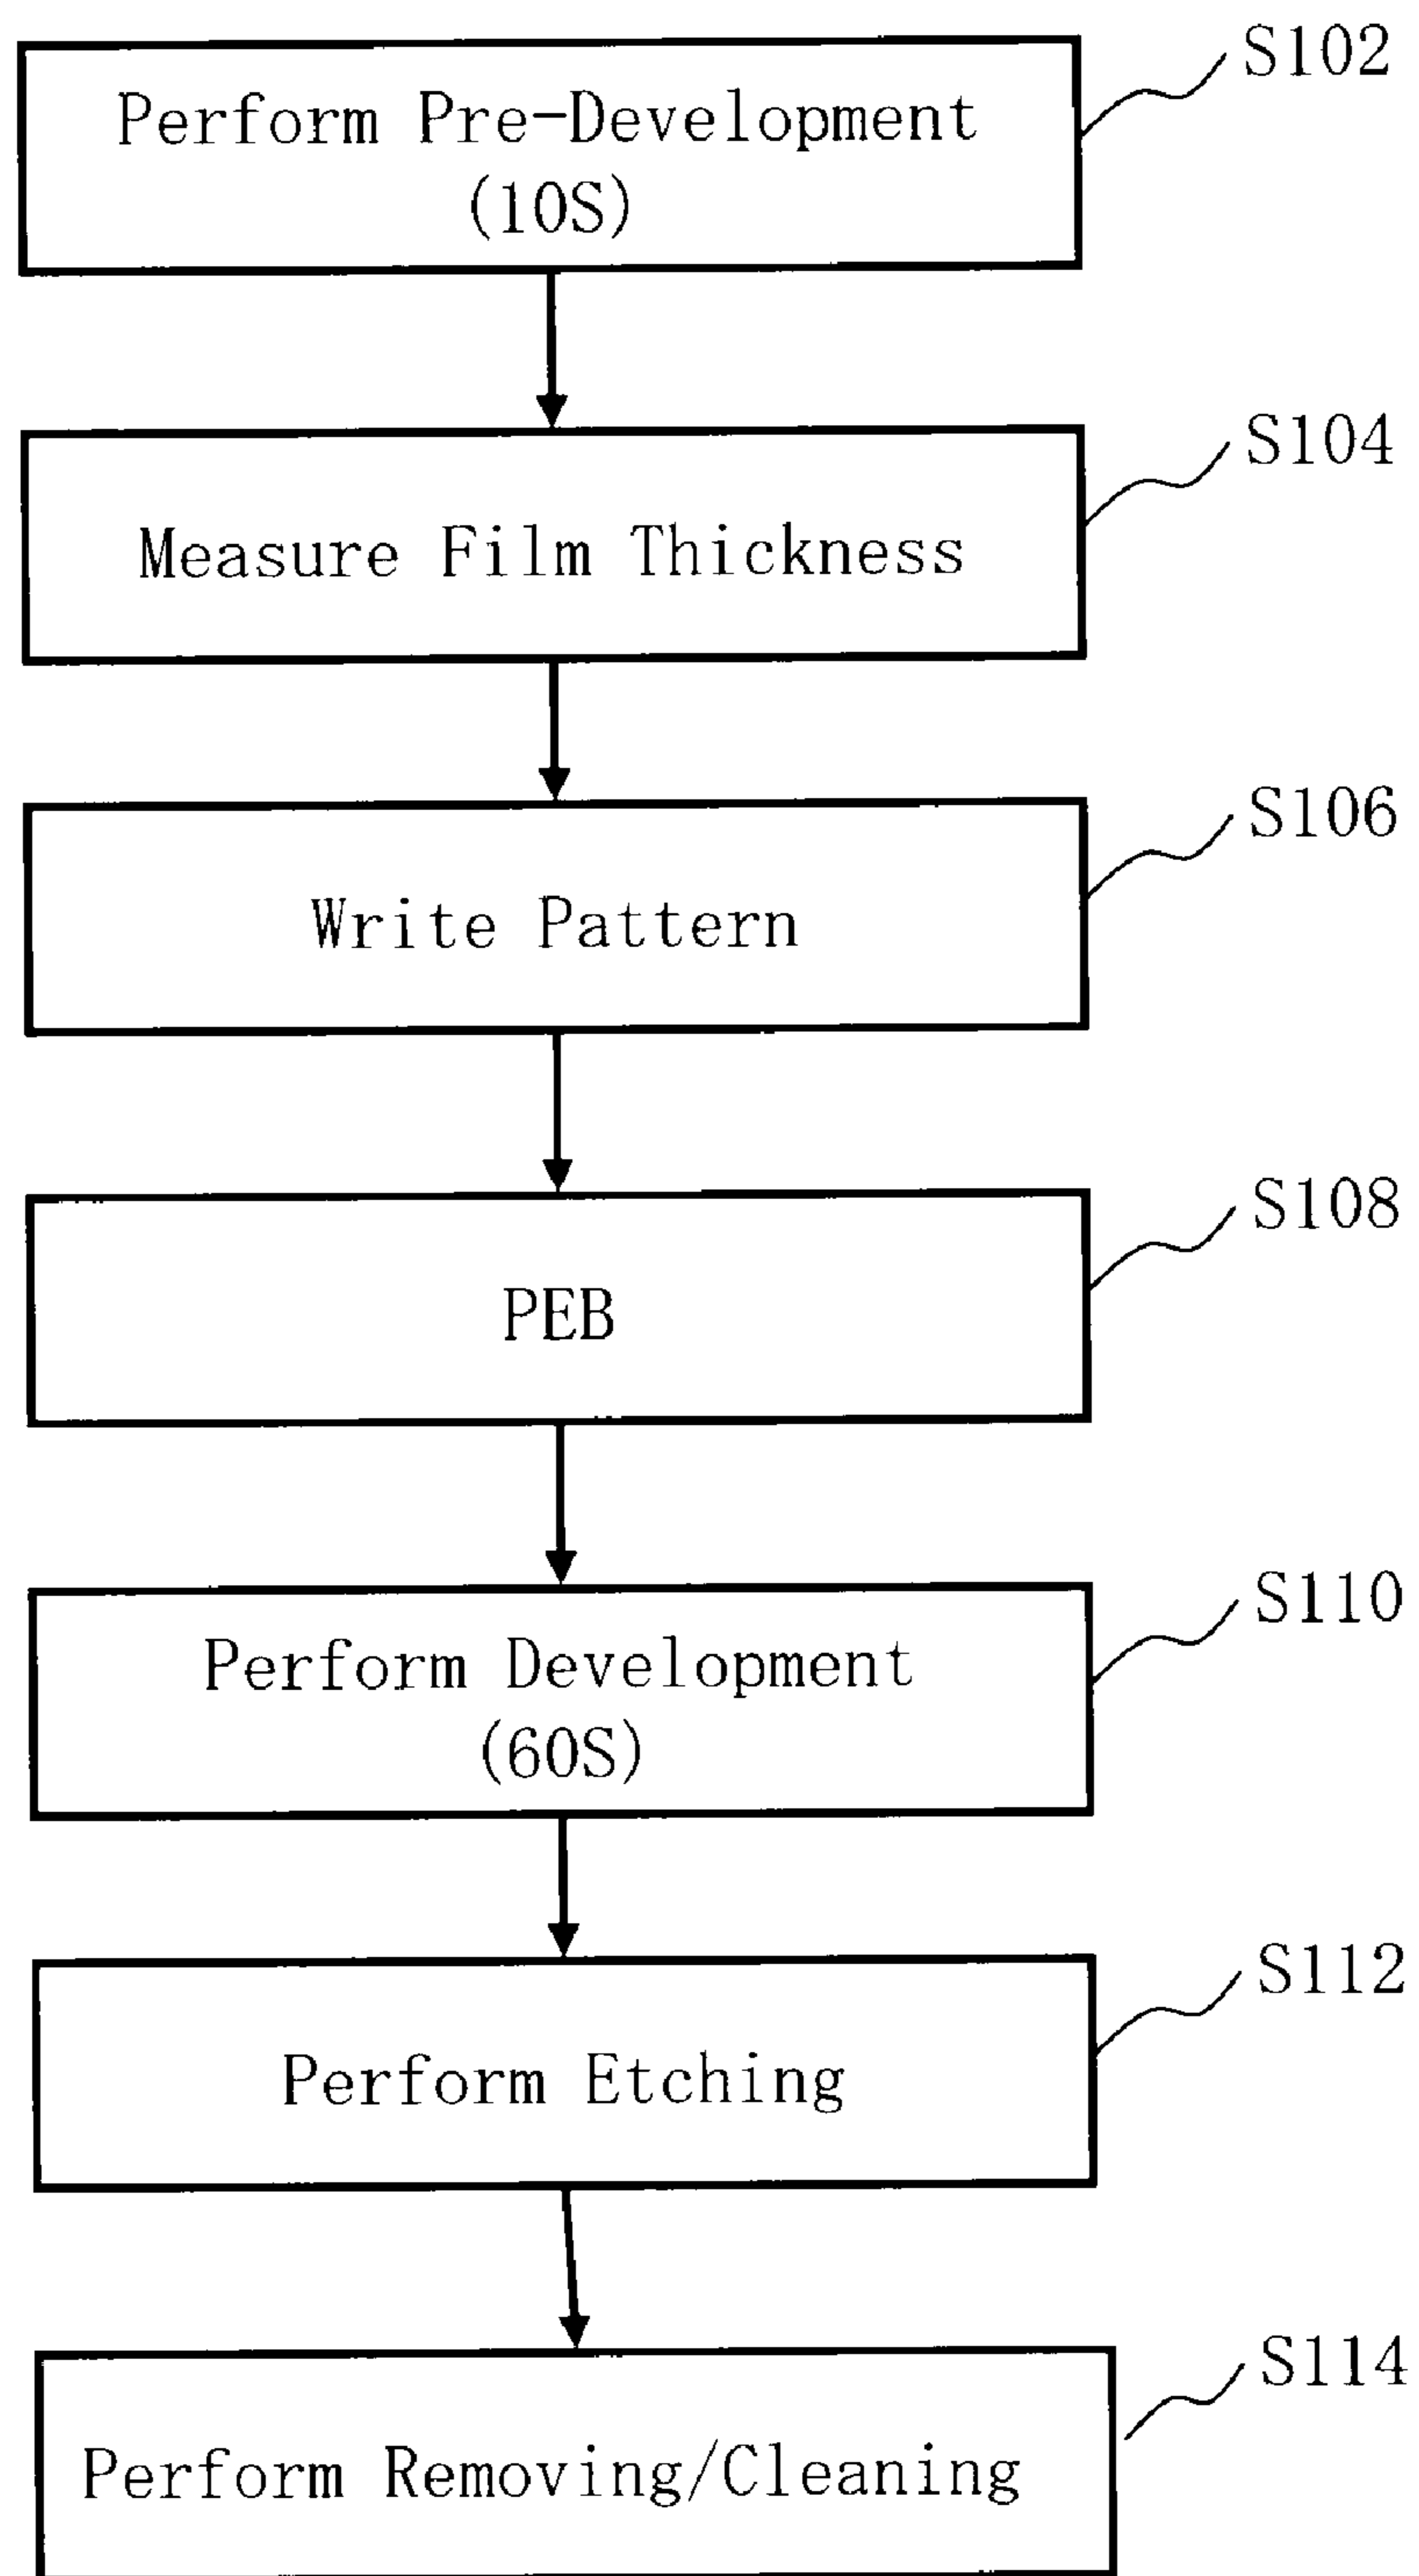 S102
Perform Pre-Development
(10S)
S104
Measure Film Thickness
S106
Write Pattern
S108
PEB
S110
Perform Development
(60S)
S112
Perform Etching
S114
Perform Removing/Cleaning